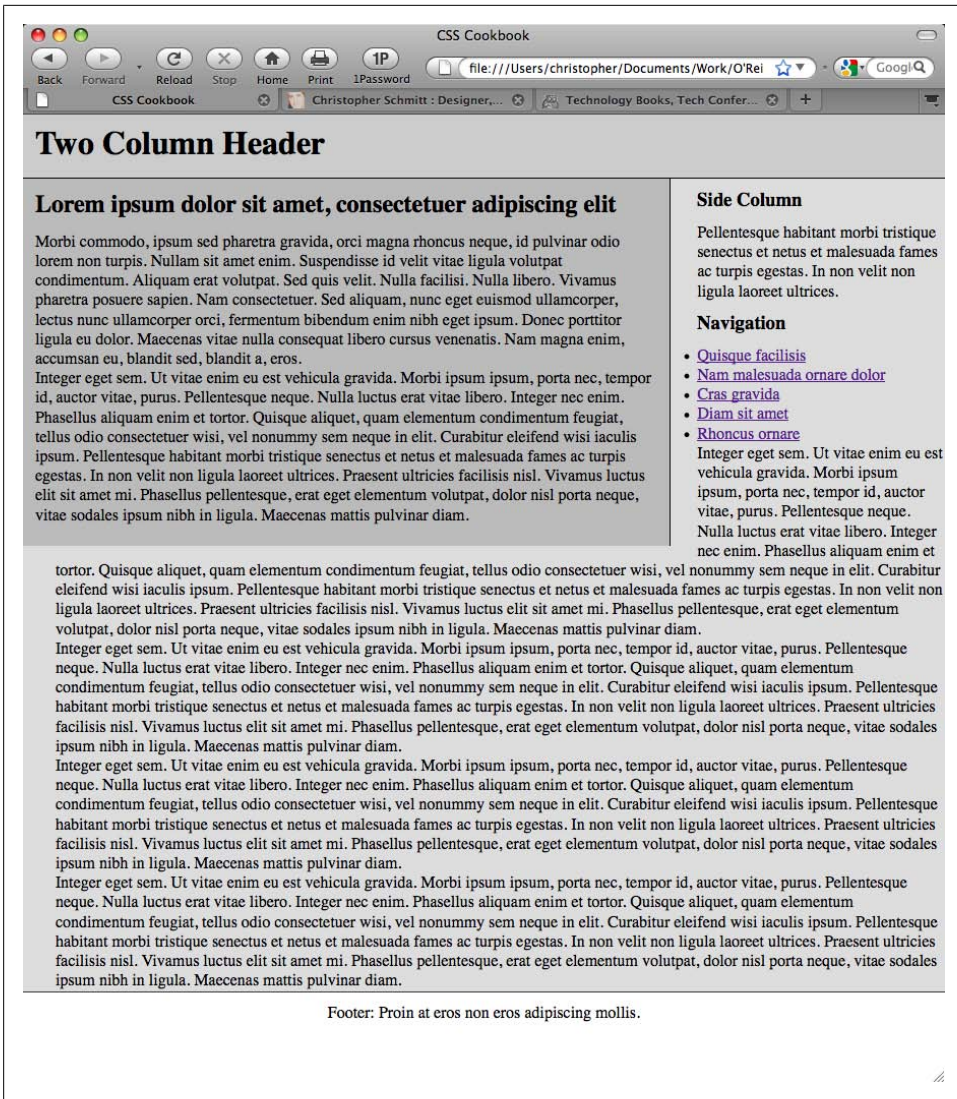 CSS Cookbook
Back Forward Reload Stop Home Print 1Password
1P
file:///Users/christopher/Documents/Work/O'Rei
Googl
CSS Cookbook
Christopher Schmitt : Designer,...
Technology Books, Tech Confer...
Two Column Header
Lorem ipsum dolor sit amet, consectetuer adipiscing elit
Morbi commodo, ipsum sed pharetra gravida, orci magna rhoncus neque, id pulvinar odio
lorem non turpis. Nullam sit amet enim. Suspendisse id velit vitae ligula volutpat
condimentum. Aliquam erat volutpat. Sed quis velit. Nulla facilisi. Nulla libero. Vivamus
pharetra posuere sapien. Nam consectetuer. Sed aliquam, nunc eget euismod ullamcorper,
lectus nunc ullamcorper orci, fermentum bibendum enim nibh eget ipsum. Donec porttitor
ligula eu dolor. Maecenas vitae nulla consequat libero cursus venenatis. Nam magna enim,
accumsan eu, blandit sed, blandit a, eros.
Integer eget sem. Ut vitae enim eu est vehicula gravida. Morbi ipsum ipsum, porta nec, tempor
id, auctor vitae, purus. Pellentesque neque. Nulla luctus erat vitae libero. Integer nec enim.
Phasellus aliquam enim et tortor. Quisque aliquet, quam elementum condimentum feugiat,
tellus odio consectetuer wisi, vel nonummy sem neque in elit. Curabitur eleifend wisi iaculis
ipsum. Pellentesque habitant morbi tristique senectus et netus et malesuada fames ac turpis
egestas. In non velit non ligula laoreet ultrices. Praesent ultricies facilisis nisl. Vivamus luctus
elit sit amet mi. Phasellus pellentesque, erat eget elementum volutpat, dolor nisl porta neque,
vitae sodales ipsum nibh in ligula. Maecenas mattis pulvinar diam.
Side Column
Pellentesque habitant morbi tristique
senectus et netus et malesuada fames
ac turpis egestas. In non velit non
ligula laoreet ultrices.
Navigation
• Quisque facilisis
• Nam malesuada ornare dolor
• Cras gravida
• Diam sit amet
• Rhoncus ornare
Integer eget sem. Ut vitae enim eu est
vehicula gravida. Morbi ipsum
ipsum, porta nec, tempor id, auctor
vitae, purus. Pellentesque neque.
Nulla luctus erat vitae libero. Integer
nec enim. Phasellus aliquam enim et
tortor. Quisque aliquet, quam elementum condimentum feugiat, tellus odio consectetuer wisi, vel nonummy sem neque in elit. Curabitur
eleifend wisi iaculis ipsum. Pellentesque habitant morbi tristique senectus et netus et malesuada fames ac turpis egestas. In non velit non
ligula laoreet ultrices. Praesent ultricies facilisis nisl. Vivamus luctus elit sit amet mi. Phasellus pellentesque, erat eget elementum
volutpat, dolor nisl porta neque, vitae sodales ipsum nibh in ligula. Maecenas mattis pulvinar diam.
Integer eget sem. Ut vitae enim eu est vehicula gravida. Morbi ipsum ipsum, porta nec, tempor id, auctor vitae, purus. Pellentesque
neque. Nulla luctus erat vitae libero. Integer nec enim. Phasellus aliquam enim et tortor. Quisque aliquet, quam elementum
condimentum feugiat, tellus odio consectetuer wisi, vel nonummy sem neque in elit. Curabitur eleifend wisi iaculis ipsum. Pellentesque
habitant morbi tristique senectus et netus et malesuada fames ac turpis egestas. In non velit non ligula laoreet ultrices. Praesent ultricies
facilisis nisl. Vivamus luctus elit sit amet mi. Phasellus pellentesque, erat eget elementum volutpat, dolor nisl porta neque, vitae sodales
ipsum nibh in ligula. Maecenas mattis pulvinar diam.
Integer eget sem. Ut vitae enim eu est vehicula gravida. Morbi ipsum ipsum, porta nec, tempor id, auctor vitae, purus. Pellentesque
neque. Nulla luctus erat vitae libero. Integer nec enim. Phasellus aliquam enim et tortor. Quisque aliquet, quam elementum
condimentum feugiat, tellus odio consectetuer wisi, vel nonummy sem neque in elit. Curabitur eleifend wisi iaculis ipsum. Pellentesque
habitant morbi tristique senectus et netus et malesuada fames ac turpis egestas. In non velit non ligula laoreet ultrices. Praesent ultricies
facilisis nisl. Vivamus luctus elit sit amet mi. Phasellus pellentesque, erat eget elementum volutpat, dolor nisl porta neque, vitae sodales
ipsum nibh in ligula. Maecenas mattis pulvinar diam.
Integer eget sem. Ut vitae enim eu est vehicula gravida. Morbi ipsum ipsum, porta nec, tempor id, auctor vitae, purus. Pellentesque
neque. Nulla luctus erat vitae libero. Integer nec enim. Phasellus aliquam enim et tortor. Quisque aliquet, quam elementum
condimentum feugiat, tellus odio consectetuer wisi, vel nonummy sem neque in elit. Curabitur eleifend wisi iaculis ipsum. Pellentesque
habitant morbi tristique senectus et netus et malesuada fames ac turpis egestas. In non velit non ligula laoreet ultrices. Praesent ultricies
facilisis nisl. Vivamus luctus elit sit amet mi. Phasellus pellentesque, erat eget elementum volutpat, dolor nisl porta neque, vitae sodales
ipsum nibh in ligula. Maecenas mattis pulvinar diam.
Footer: Proin at eros non eros adipiscing mollis.